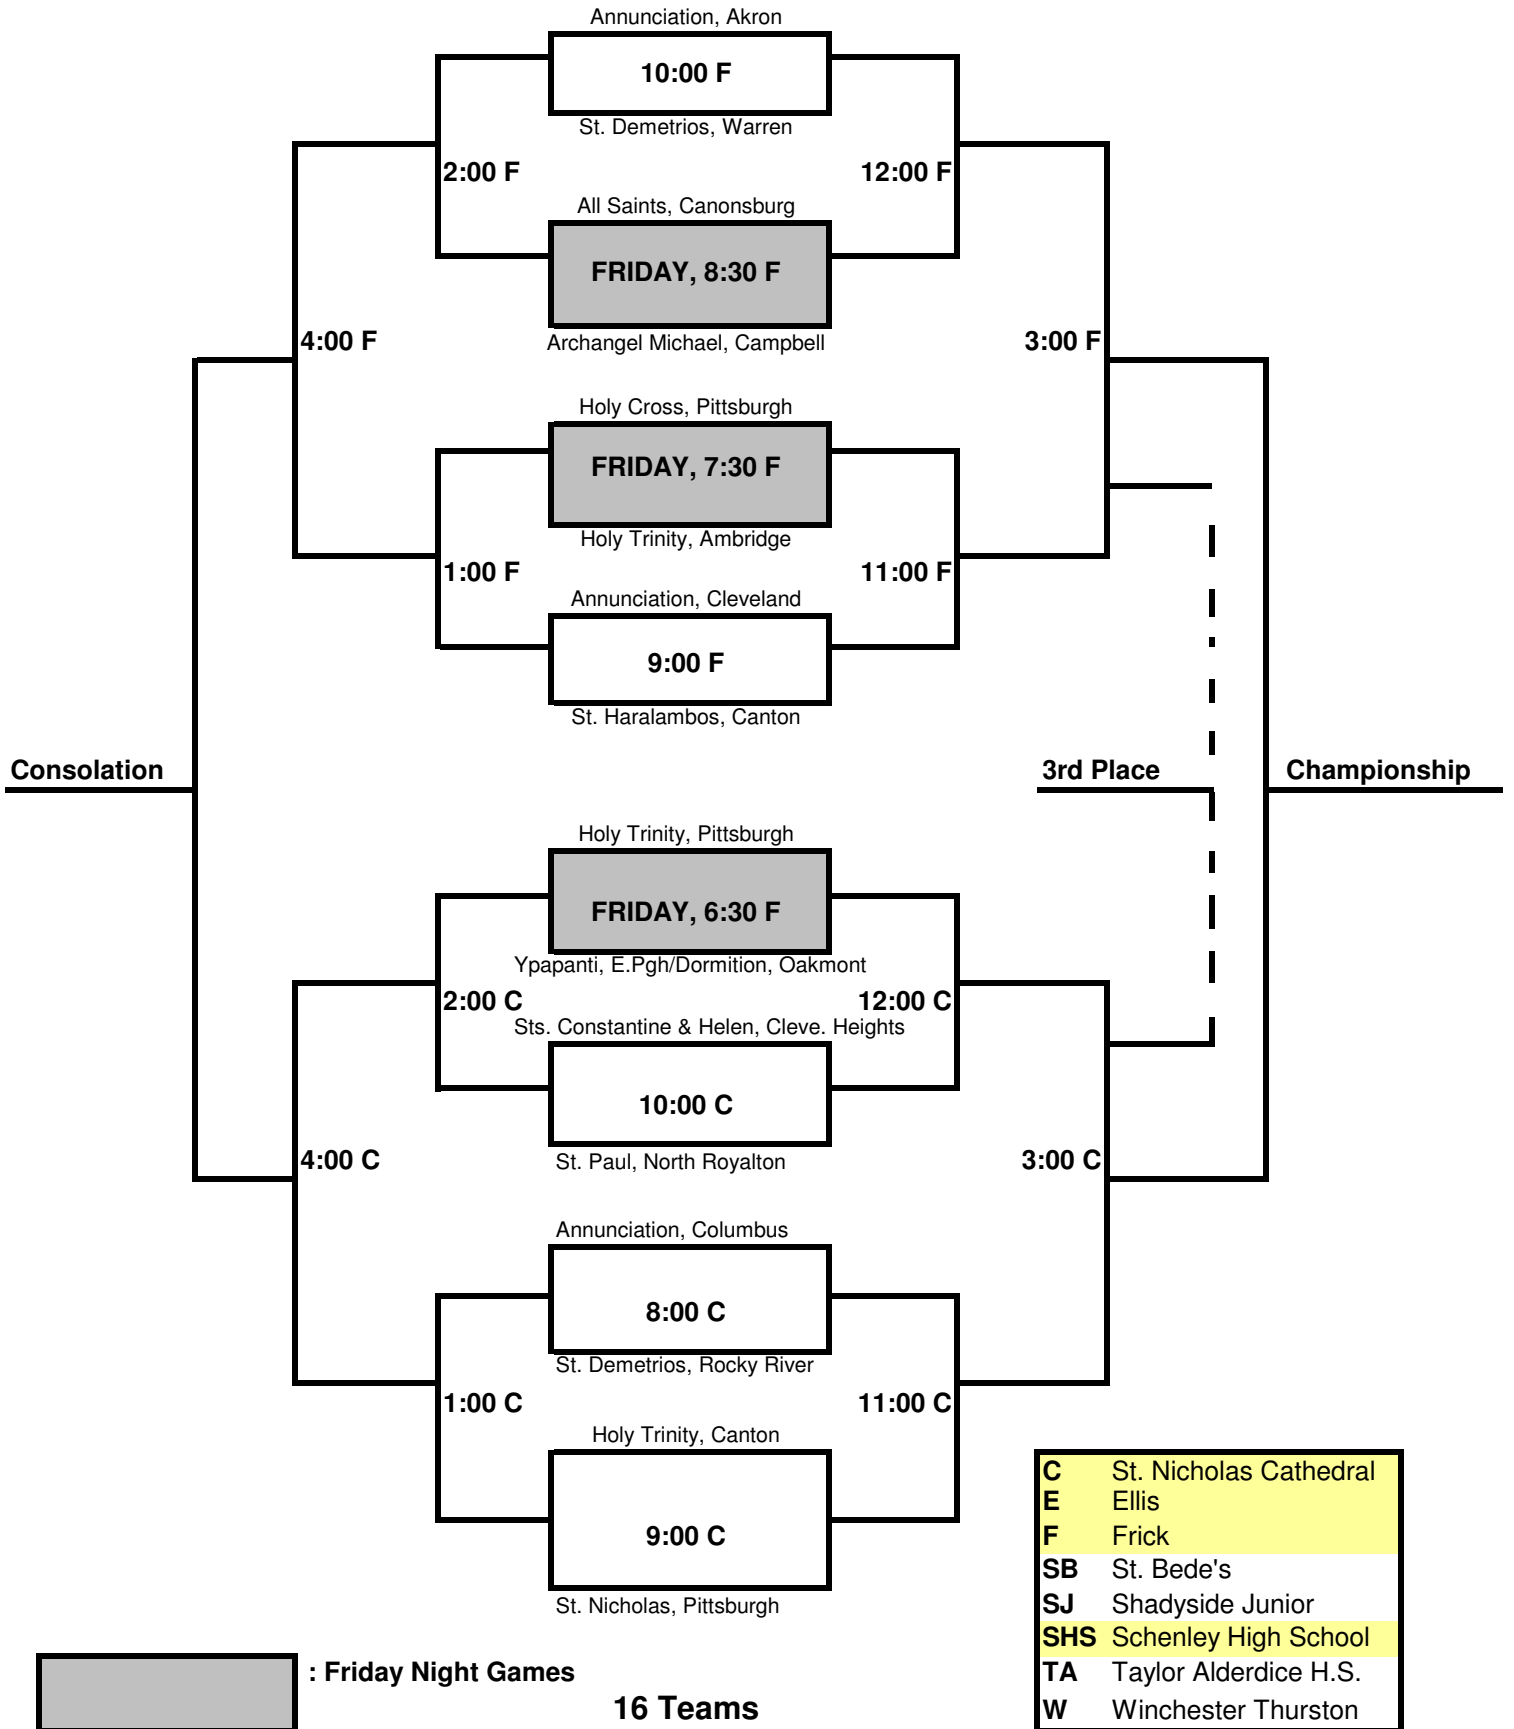 Annunciation, Akron
10:00 F
St. Demetrios, Warren
2:00 F
12:00 F
All Saints, Canonsburg
FRIDAY, 8:30 F
4:00 F
Archangel Michael, Campbell
3:00 F
Holy Cross, Pittsburgh
FRIDAY, 7:30 F
Holy Trinity, Ambridge
1:00 F
11:00 F
Annunciation, Cleveland
9:00 F
St. Haralambos, Canton
Consolation
3rd Place
Championship
Holy Trinity, Pittsburgh
FRIDAY, 6:30 F
Ypapanti, E.Pgh/Dormition, Oakmont
2:00 C
12:00 C
Sts. Constantine & Helen, Cleve. Heights
10:00 C
4:00 C
St. Paul, North Royalton
3:00 C
Annunciation, Columbus
8:00 C
St. Demetrios, Rocky River
1:00 C
11:00 C
Holy Trinity, Canton
9:00 C
St. Nicholas, Pittsburgh
C St. Nicholas Cathedral
E Ellis
F Frick
SB St. Bede's
SJ Shadyside Junior
SHS Schenley High School
TA Taylor Alderdice H.S.
W Winchester Thurston
: Friday Night Games
16 Teams